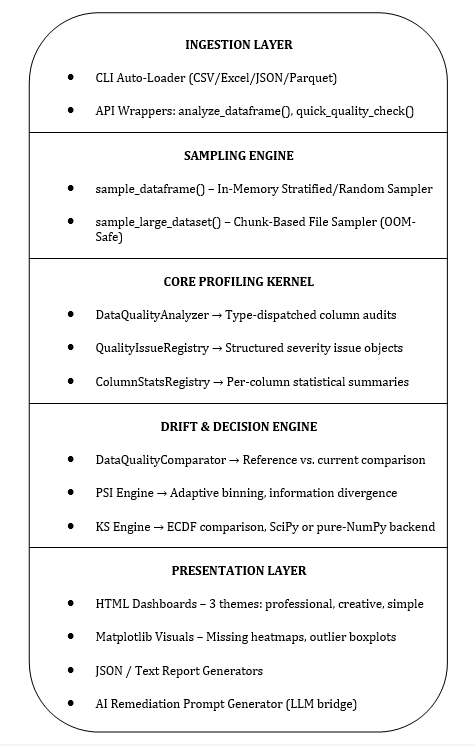 INGESTION LAYER
● CLI Auto-Loader (CSV/Excel/JSON/Parquet)
● API Wrappers: analyze_dataframe(), quick_quality_check()
SAMPLING ENGINE
● sample_dataframe() – In-Memory Stratified/Random Sampler
● sample_large_dataset() – Chunk-Based File Sampler (OOM-
Safe)
CORE PROFILING KERNEL
● DataQualityAnalyzer → Type-dispatched column audits
● QualityIssueRegistry → Structured severity issue objects
● ColumnStatsRegistry → Per-column statistical summaries
DRIFT & DECISION ENGINE
● DataQualityComparator → Reference vs. current comparison
● PSI Engine → Adaptive binning, information divergence
● KS Engine → ECDF comparison, SciPy or pure-NumPy backend
PRESENTATION LAYER
● HTML Dashboards – 3 themes: professional, creative, simple
● Matplotlib Visuals – Missing heatmaps, outlier boxplots
● JSON / Text Report Generators
● AI Remediation Prompt Generator (LLM bridge)